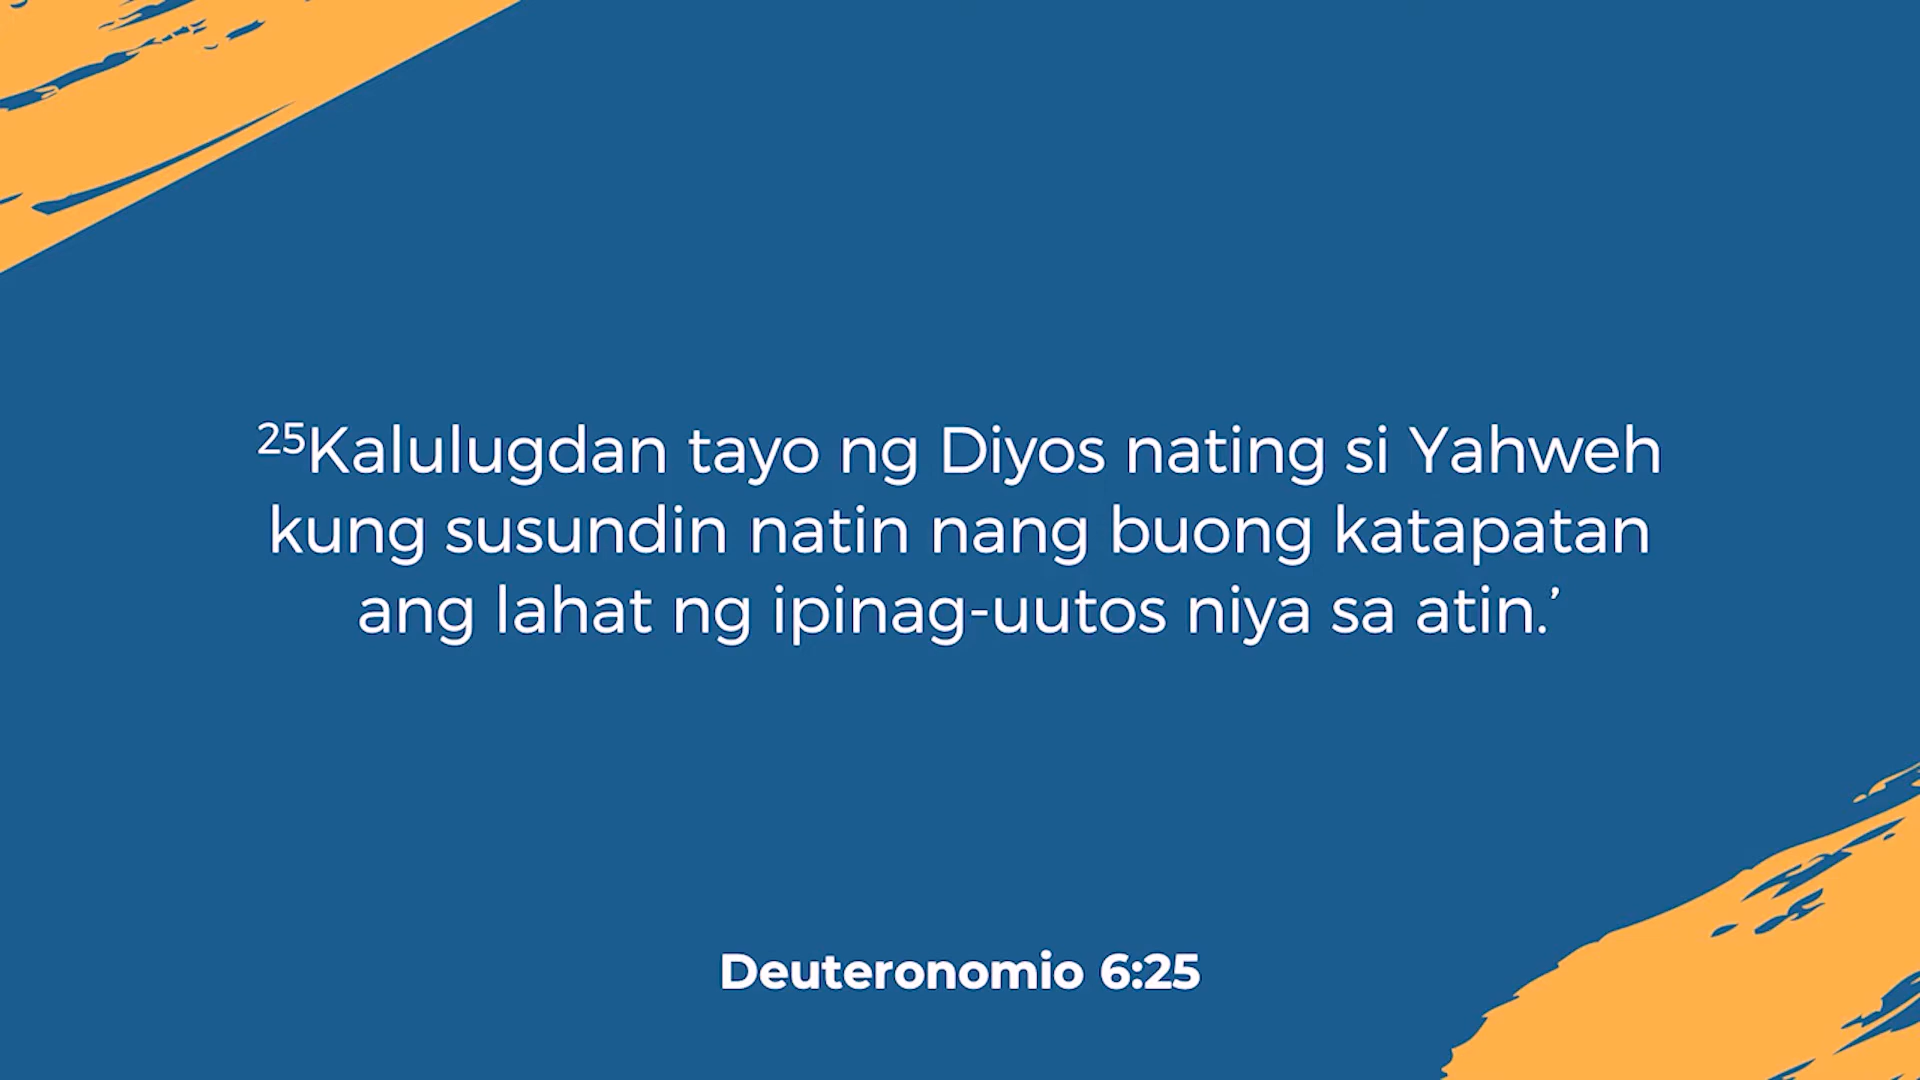 ²⁵Kalulugdan tayo ng Diyos nating si Yahweh
kung susundin natin nang buong katapatan
ang lahat ng ipinag-uutos niya sa atin.’
Deuteronomio 6:25